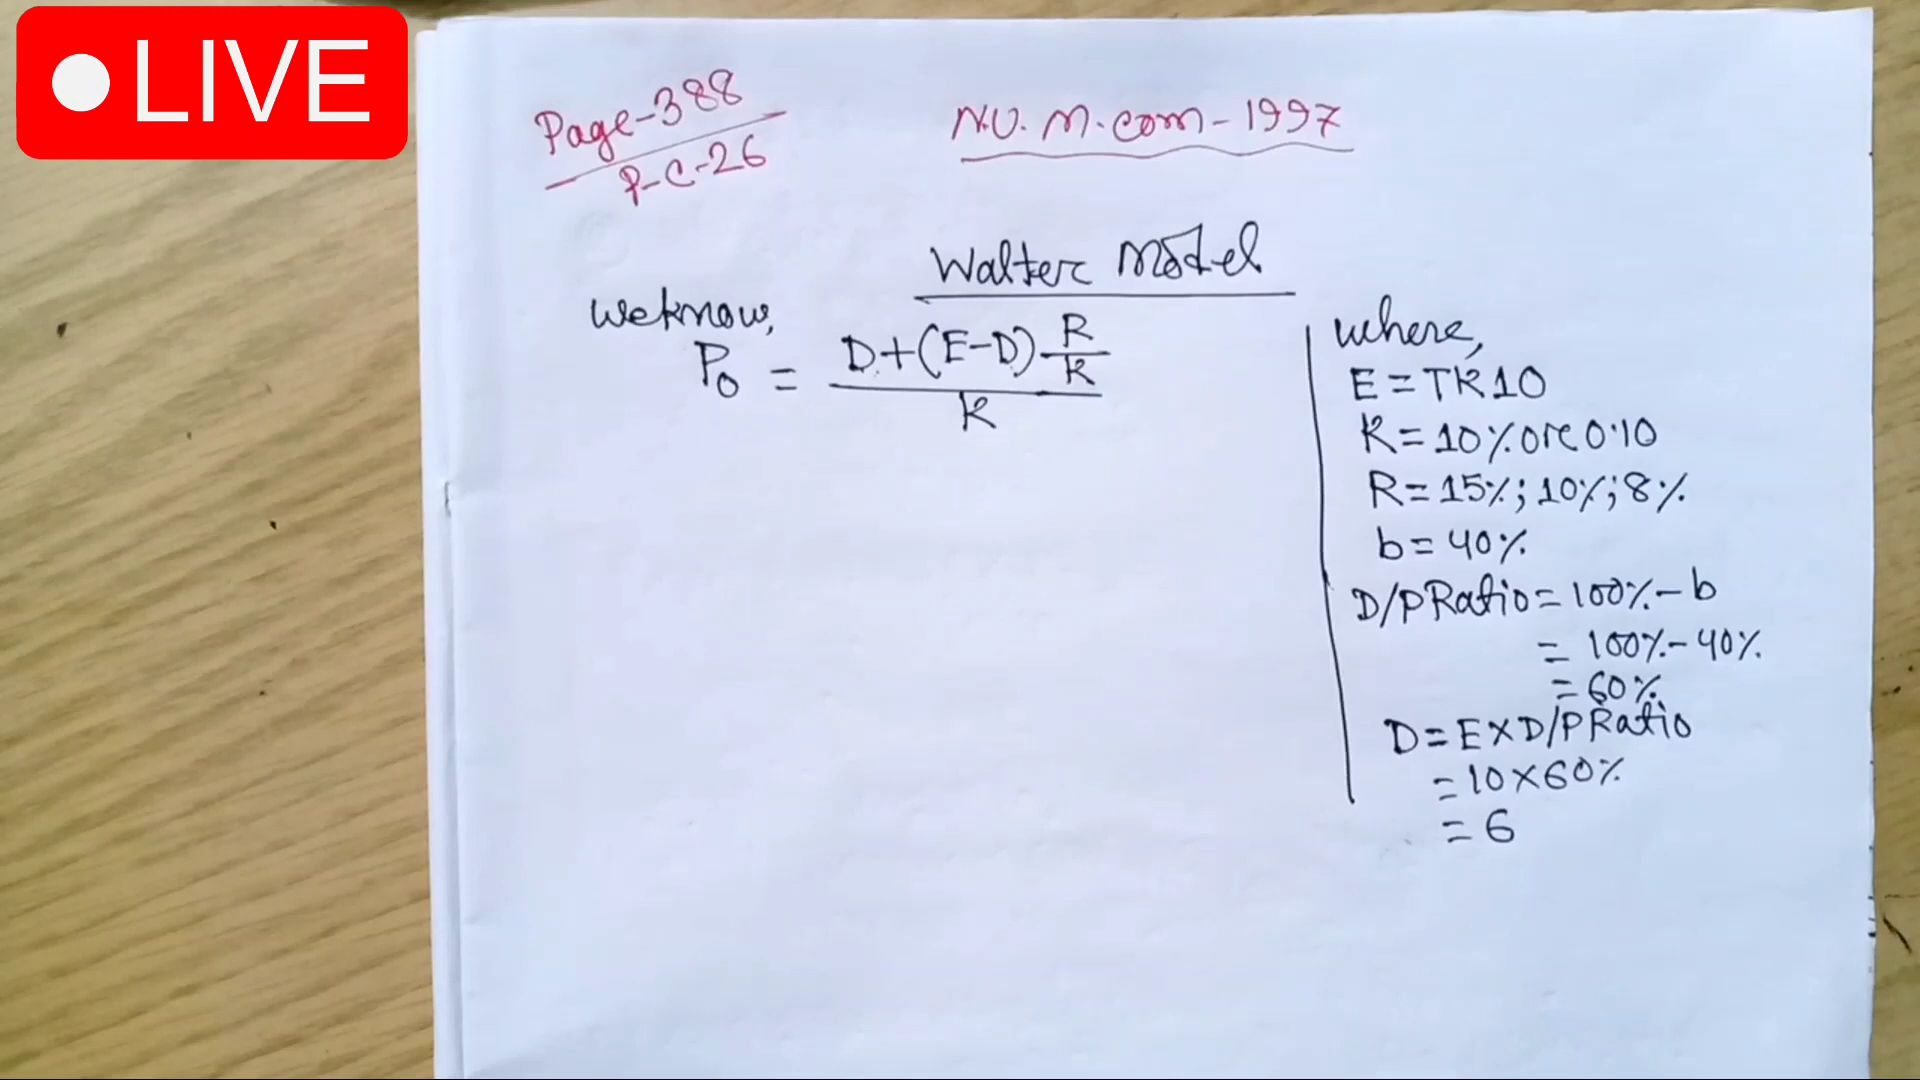 LIVE
Page-388
P-C-26
N.U. M.com-1997
Walter Model
we know,
P₀ = D+(E-D) R/K
K
where,
E = TK10
K = 10% or 0.10
R = 15%; 10%; 8%
b = 40%
D/P Ratio = 100% - b
= 100% - 40%
= 60%
D = E X D/P Ratio
= 10 X 60%
= 6